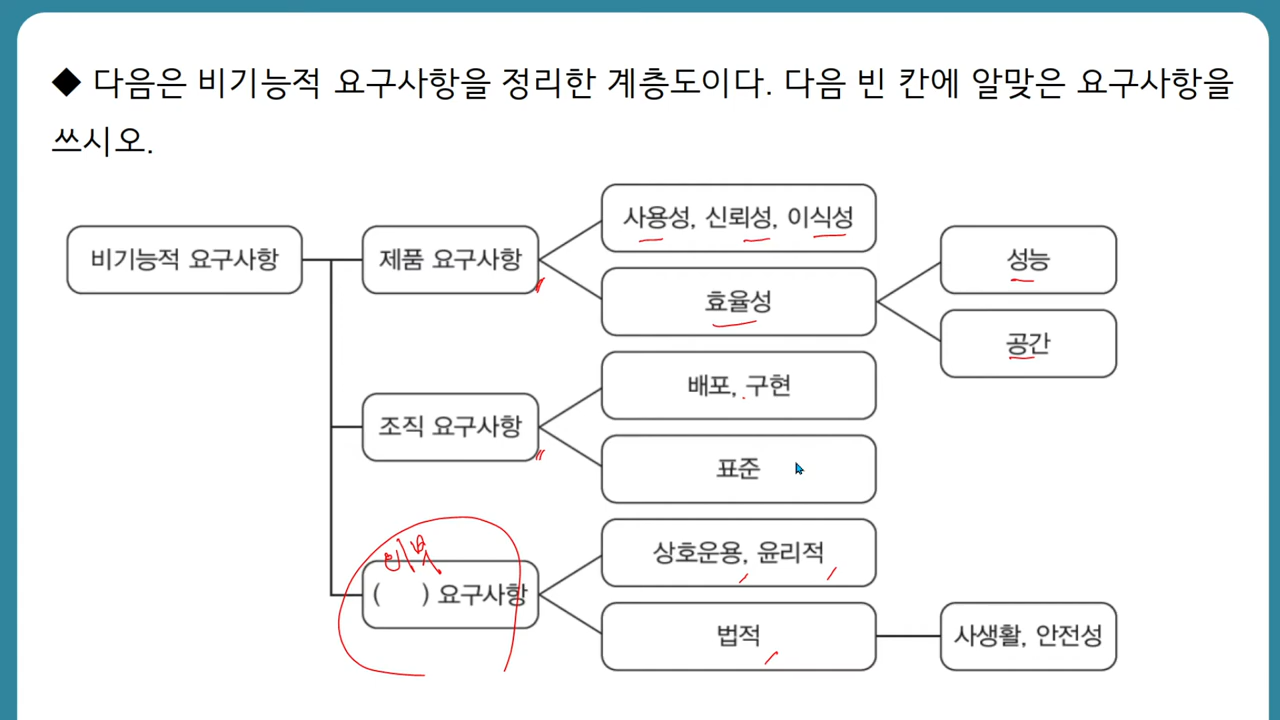 ◆ 다음은 비기능적 요구사항을 정리한 계층도이다. 다음 빈 칸에 알맞은 요구사항을
쓰시오.
비기능적 요구사항
제품 요구사항
사용성, 신뢰성, 이식성
효율성
성능
공간
조직 요구사항
배포, 구현
표준
외부
( ) 요구사항
상호운용, 윤리적
법적
사생활, 안전성